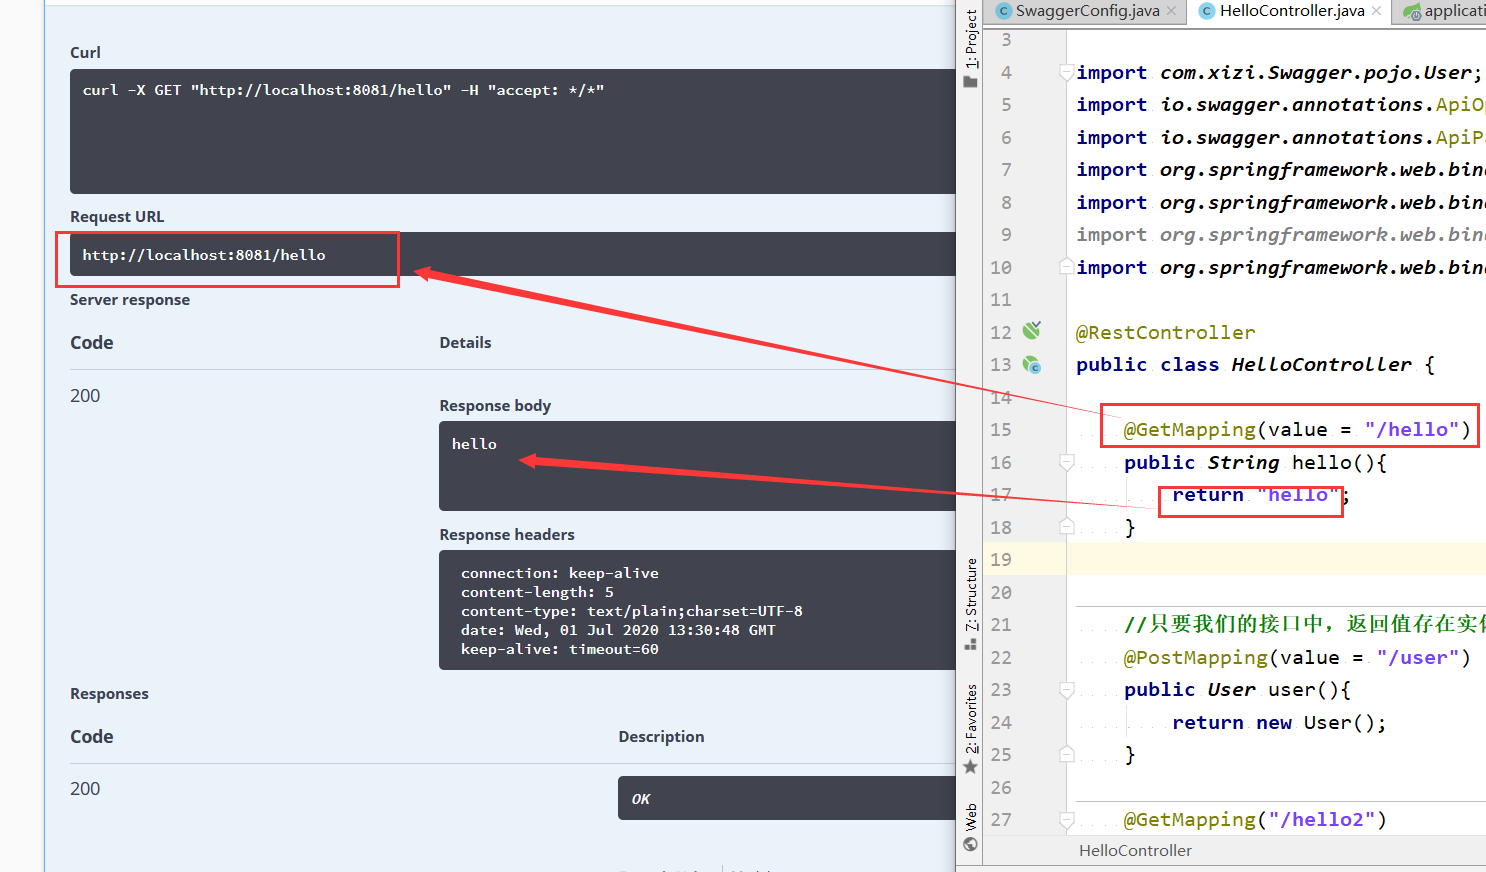 Curl
curl -X GET "http://localhost:8081/hello" -H "accept: */*"
Request URL
http://localhost:8081/hello
Server response
Code
Details
200
Response body
hello
Response headers
connection: keep-alive
content-length: 5
content-type: text/plain;charset=UTF-8
date: Wed, 01 Jul 2020 13:30:48 GMT
keep-alive: timeout=60
Responses
Code
Description
200
OK
1: Project
7: Structure
2: Favorites
Web
SwaggerConfig.java
HelloController.java
applicati
3
4 import com.xizi.Swagger.pojo.User;
5 import io.swagger.annotations.ApiO
6 import io.swagger.annotations.ApiP
7 import org.springframework.web.bin
8 import org.springframework.web.bin
9 import org.springframework.web.bin
10 import org.springframework.web.bin
11
12 @RestController
13 public class HelloController {
14
15 @GetMapping(value = "/hello")
16 public String hello(){
17 return "hello";
18 }
19
20
21 //只要我们的接口中，返回值存在实
22 @PostMapping(value = "/user")
23 public User user(){
24 return new User();
25 }
26
27 @GetMapping("/hello2")
HelloController